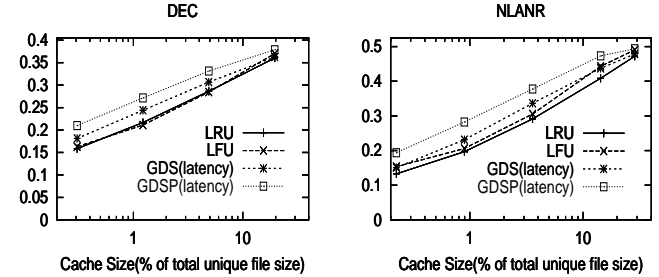 DEC
0.4
0.35
0.3
0.25
0.2
0.15
0.1
0.05
0
LRU
LFU
GDS(latency)
GDSP(latency)
1
10
Cache Size(% of total unique file size)
NLANR
0.5
0.4
0.3
0.2
0.1
0
LRU
LFU
GDS(latency)
GDSP(latency)
1
10
Cache Size(% of total unique file size)